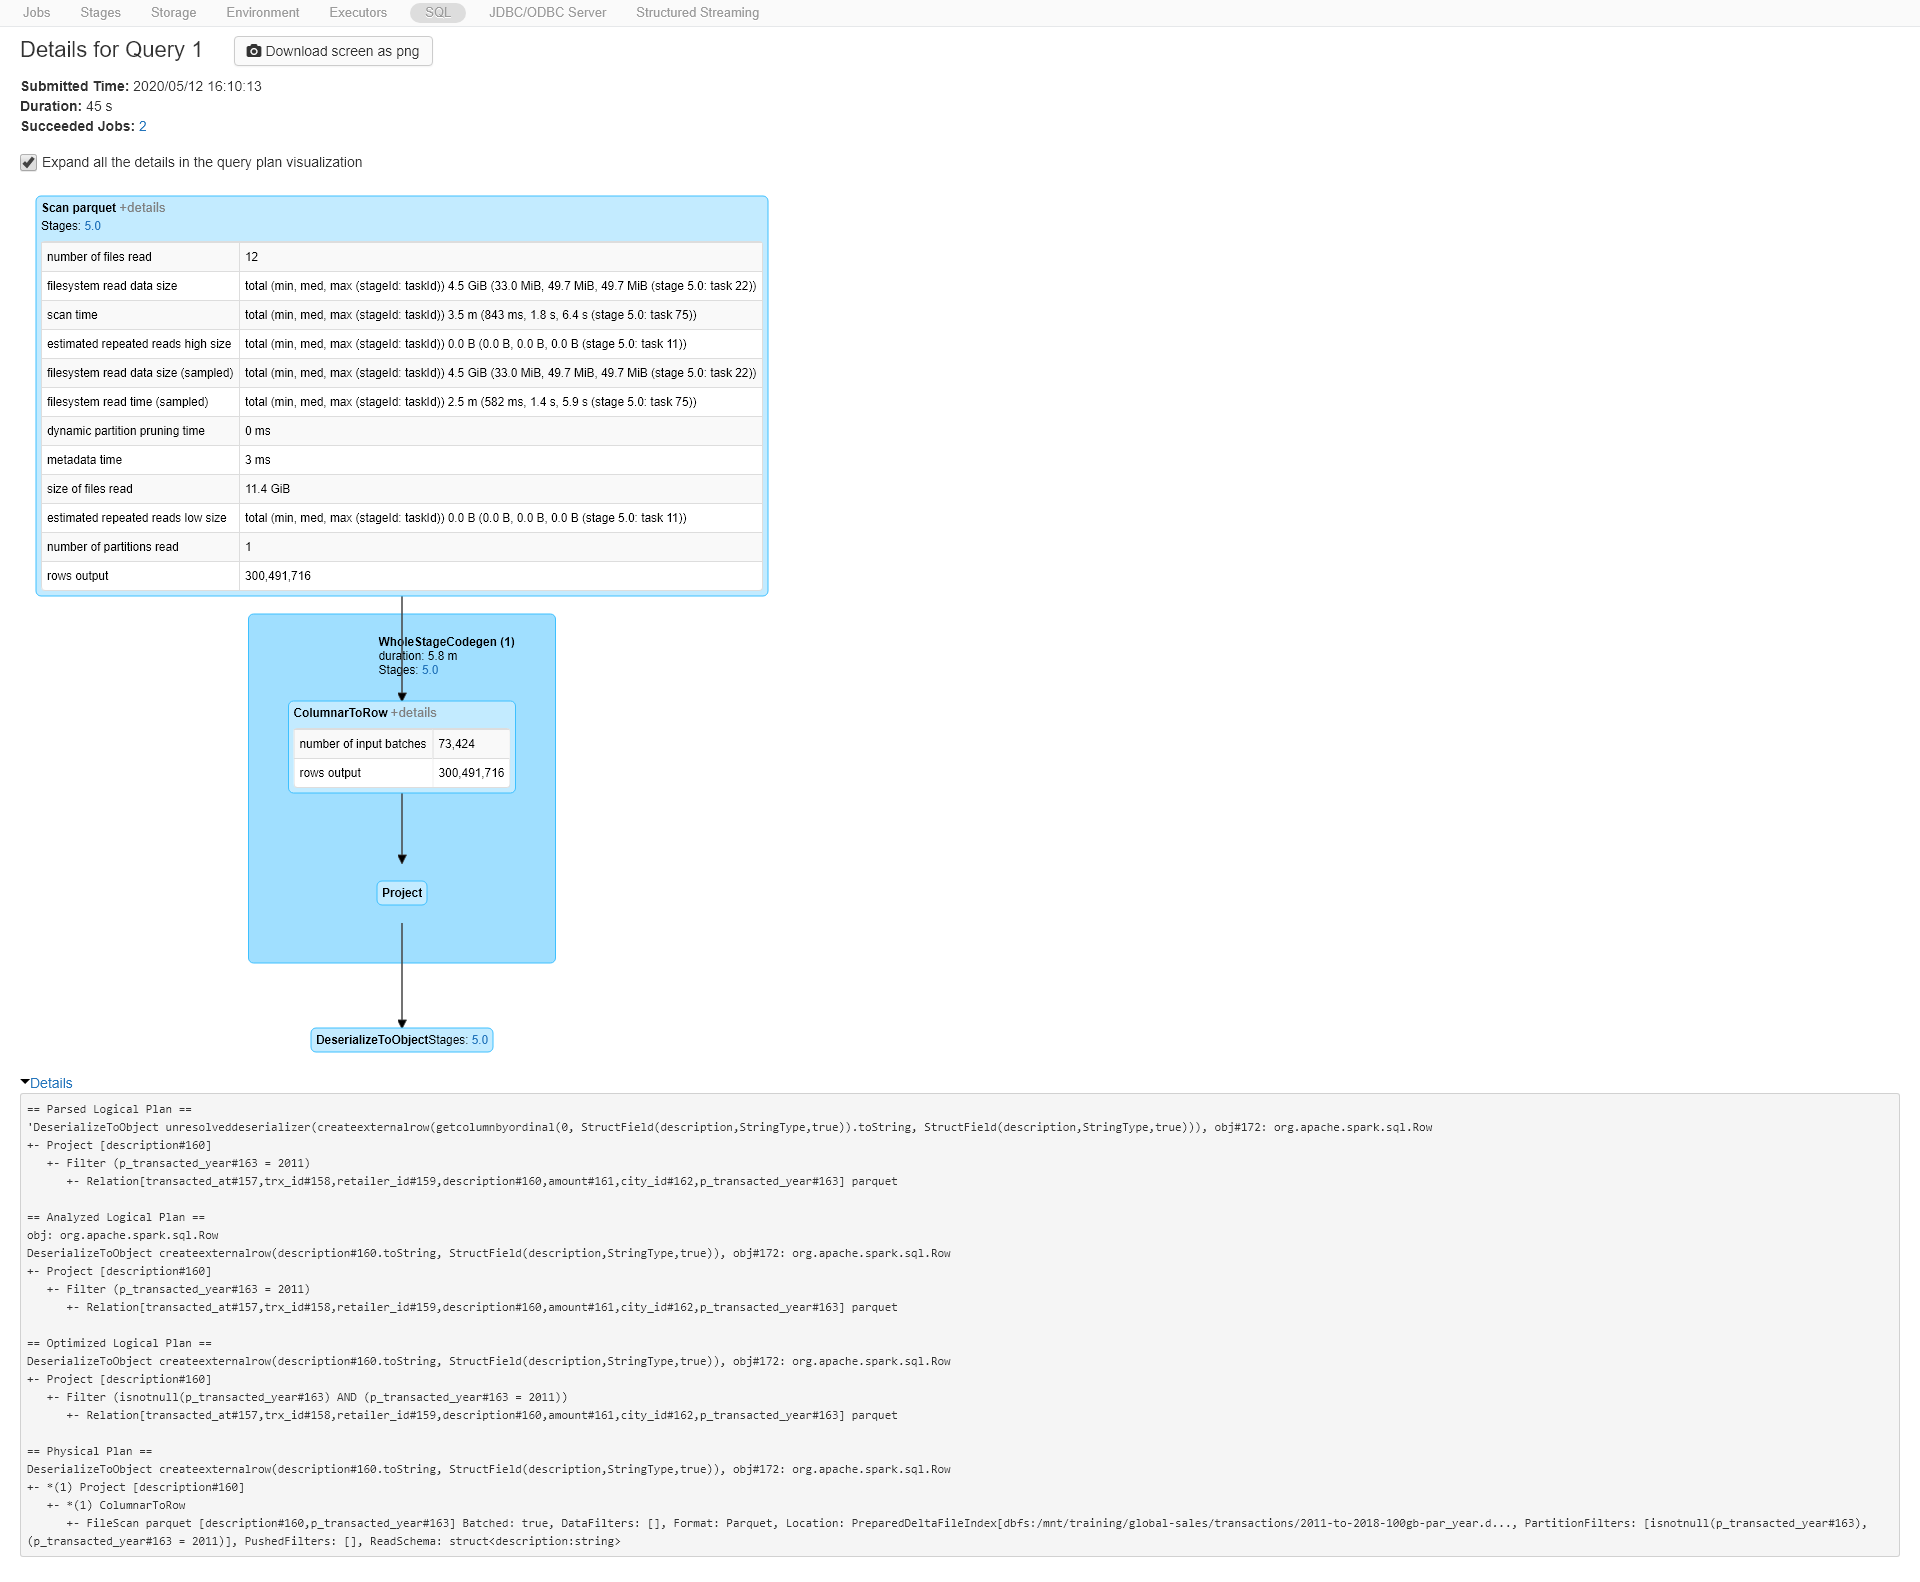 Jobs Stages Storage Environment Executors SQL JDBC/ODBC Server Structured Streaming
Details for Query 1 Download screen as png
Submitted Time: 2020/05/12 16:10:13
Duration: 45 s
Succeeded Jobs: 2
Expand all the details in the query plan visualization
Scan parquet +details
Stages: 5.0
number of files read 12
filesystem read data size total (min, med, max (stageId: taskId)) 4.5 GiB (33.0 MiB, 49.7 MiB, 49.7 MiB (stage 5.0: task 22))
scan time total (min, med, max (stageId: taskId)) 3.5 m (843 ms, 1.8 s, 6.4 s (stage 5.0: task 75))
estimated repeated reads high size total (min, med, max (stageId: taskId)) 0.0 B (0.0 B, 0.0 B, 0.0 B (stage 5.0: task 11))
filesystem read data size (sampled) total (min, med, max (stageId: taskId)) 4.5 GiB (33.0 MiB, 49.7 MiB, 49.7 MiB (stage 5.0: task 22))
filesystem read time (sampled) total (min, med, max (stageId: taskId)) 2.5 m (582 ms, 1.4 s, 5.9 s (stage 5.0: task 75))
dynamic partition pruning time 0 ms
metadata time 3 ms
size of files read 11.4 GiB
estimated repeated reads low size total (min, med, max (stageId: taskId)) 0.0 B (0.0 B, 0.0 B, 0.0 B (stage 5.0: task 11))
number of partitions read 1
rows output 300,491,716
WholeStageCodegen (1)
duration: 5.8 m
Stages: 5.0
ColumnarToRow +details
number of input batches 73,424
rows output 300,491,716
Project
DeserializeToObjectStages: 5.0
Details
== Parsed Logical Plan ==
'DeserializeToObject unresolveddeserializer(createexternalrow(getcolumnbyordinal(0, StructField(description,StringType,true)).toString, StructField(description,StringType,true))), obj#172: org.apache.spark.sql.Row
+- Project [description#160]
+- Filter (p_transacted_year#163 = 2011)
+- Relation[transacted_at#157,trx_id#158,retailer_id#159,description#160,amount#161,city_id#162,p_transacted_year#163] parquet
== Analyzed Logical Plan ==
obj: org.apache.spark.sql.Row
DeserializeToObject createexternalrow(description#160.toString, StructField(description,StringType,true)), obj#172: org.apache.spark.sql.Row
+- Project [description#160]
+- Filter (p_transacted_year#163 = 2011)
+- Relation[transacted_at#157,trx_id#158,retailer_id#159,description#160,amount#161,city_id#162,p_transacted_year#163] parquet
== Optimized Logical Plan ==
DeserializeToObject createexternalrow(description#160.toString, StructField(description,StringType,true)), obj#172: org.apache.spark.sql.Row
+- Project [description#160]
+- Filter (isnotnull(p_transacted_year#163) AND (p_transacted_year#163 = 2011))
+- Relation[transacted_at#157,trx_id#158,retailer_id#159,description#160,amount#161,city_id#162,p_transacted_year#163] parquet
== Physical Plan ==
DeserializeToObject createexternalrow(description#160.toString, StructField(description,StringType,true)), obj#172: org.apache.spark.sql.Row
+- *(1) Project [description#160]
+- *(1) ColumnarToRow
+- FileScan parquet [description#160,p_transacted_year#163] Batched: true, DataFilters: [], Format: Parquet, Location: PreparedDeltaFileIndex[dbfs:/mnt/training/global-sales/transactions/2011-to-2018-100gb-par_year.d..., PartitionFilters: [isnotnull(p_transacted_year#163),
(p_transacted_year#163 = 2011)], PushedFilters: [], ReadSchema: struct<description:string>